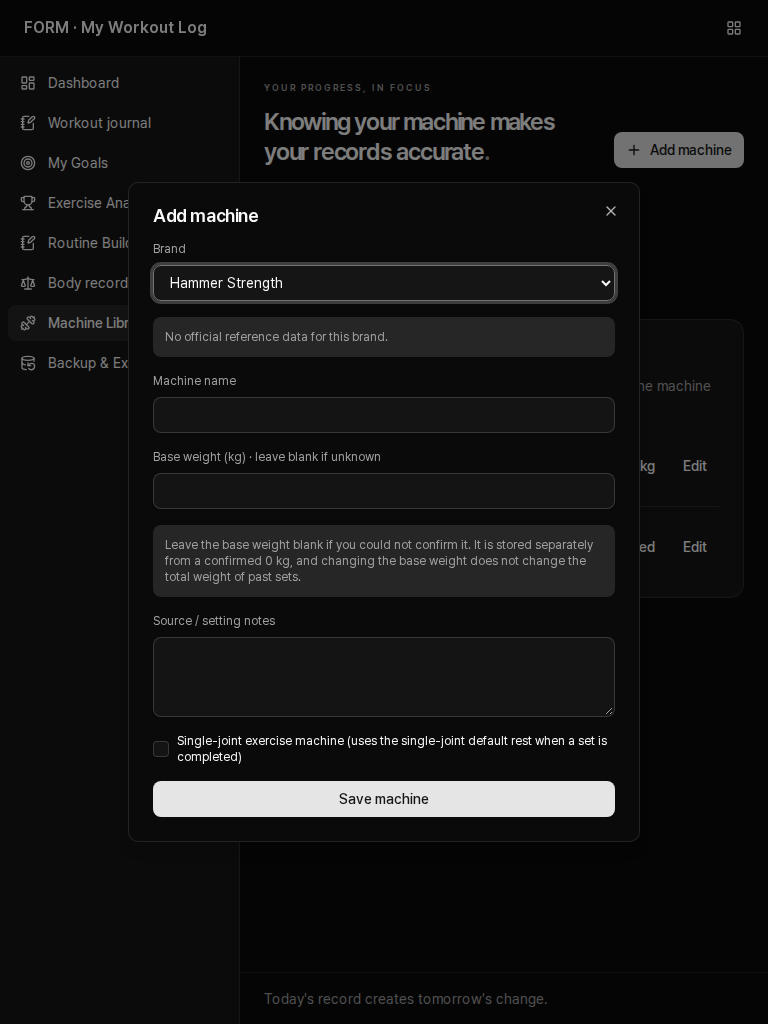 FORM · My Workout Log
Dashboard
Workout journal
My Goals
Exercise Ana
Routine Build
Body record
Machine Libr
Backup & Ex
YOUR PROGRESS, IN FOCUS
Knowing your machine makes
your records accurate.
Add machine
Add machine
Brand
Hammer Strength
No official reference data for this brand.
Machine name
Base weight (kg) · leave blank if unknown
Leave the base weight blank if you could not confirm it. It is stored separately
from a confirmed 0 kg, and changing the base weight does not change the
total weight of past sets.
Source / setting notes
Single-joint exercise machine (uses the single-joint default rest when a set is
completed)
Save machine
machine
kg Edit
ed Edit
Today's record creates tomorrow's change.